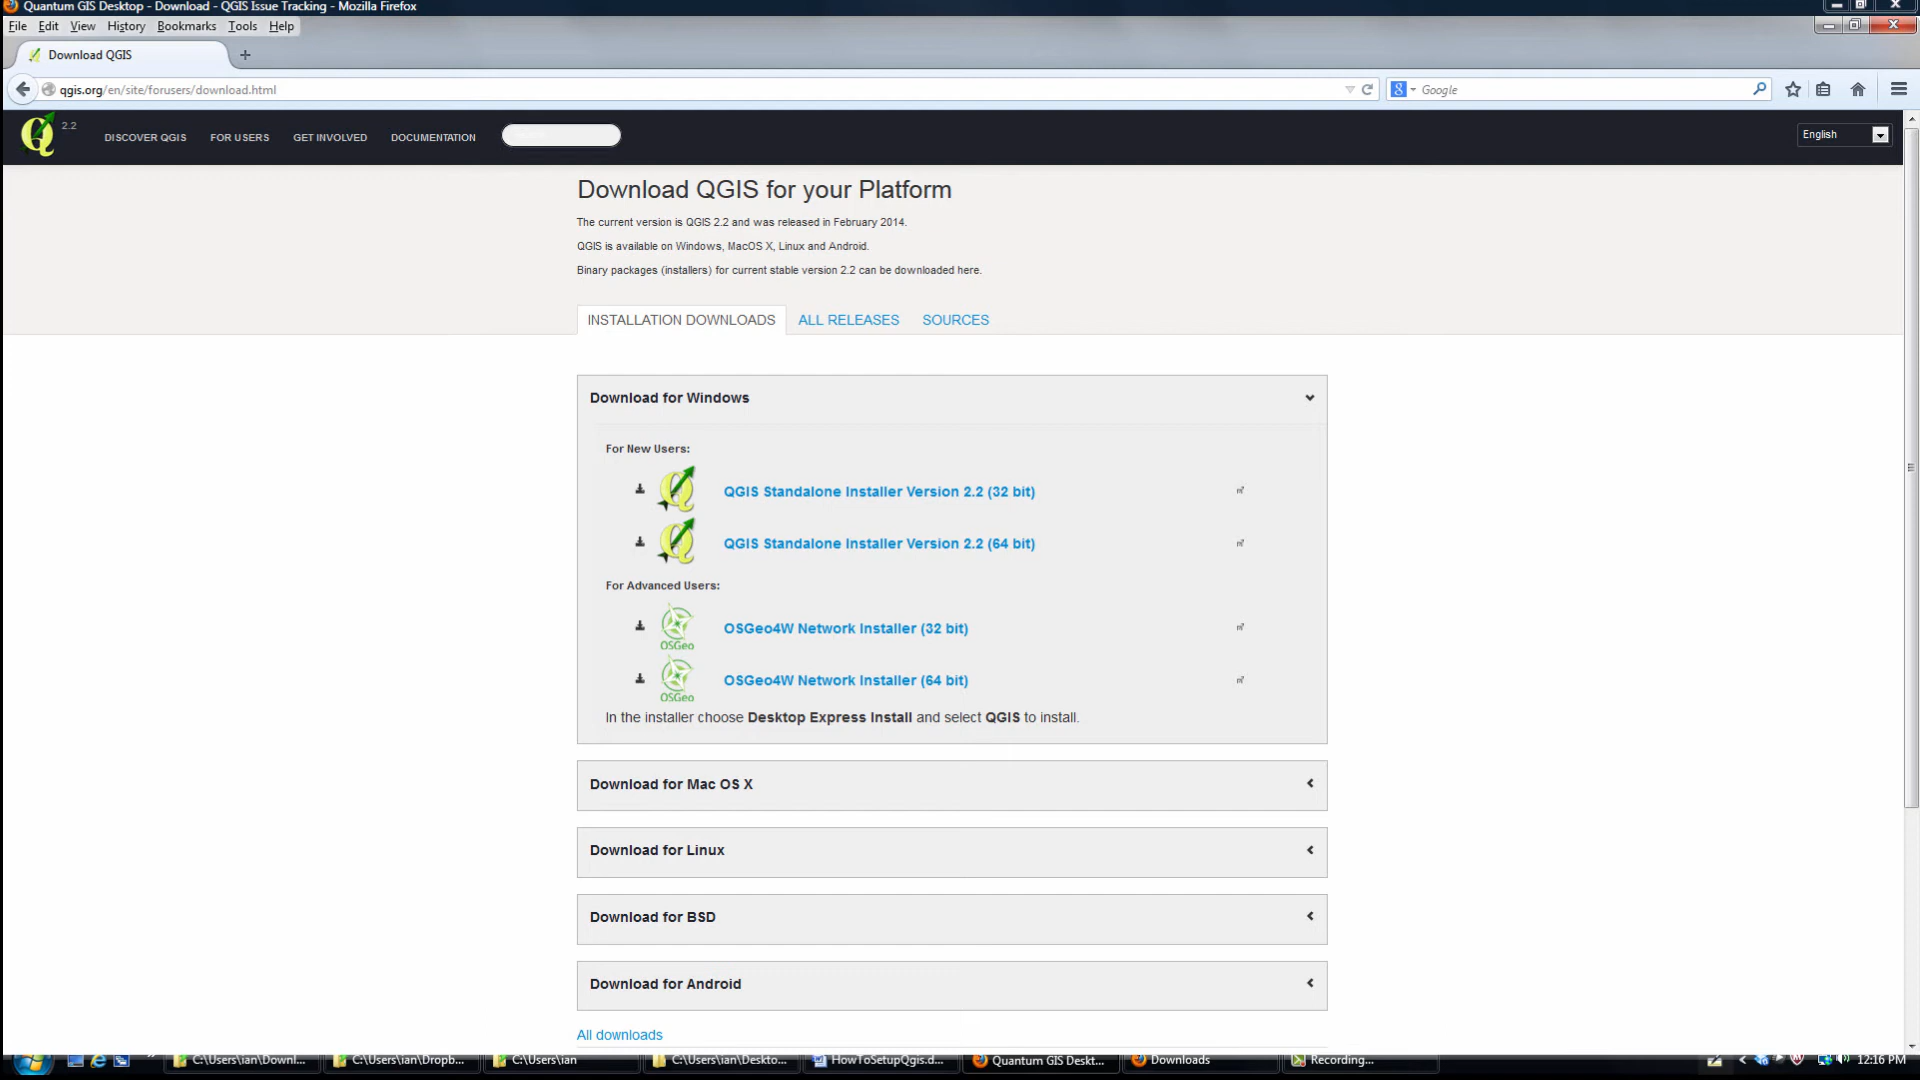 Quantum GIS Desktop - Download - QGIS Issue Tracking - Mozilla Firefox
File Edit View History Bookmarks Tools Help
Download QGIS
qgis.org/en/site/forusers/download.html
Google
2.2
DISCOVER QGIS FOR USERS GET INVOLVED DOCUMENTATION
English
Download QGIS for your Platform
The current version is QGIS 2.2 and was released in February 2014.
QGIS is available on Windows, MacOS X, Linux and Android.
Binary packages (installers) for current stable version 2.2 can be downloaded here.
INSTALLATION DOWNLOADS ALL RELEASES SOURCES
Download for Windows
For New Users:
QGIS Standalone Installer Version 2.2 (32 bit)
QGIS Standalone Installer Version 2.2 (64 bit)
For Advanced Users:
OSGeo
OSGeo4W Network Installer (32 bit)
OSGeo
OSGeo4W Network Installer (64 bit)
In the installer choose Desktop Express Install and select QGIS to install.
Download for Mac OS X
Download for Linux
Download for BSD
Download for Android
All downloads
C:\Users\ian\Downl... C:\Users\ian\Dropb... C:\Users\ian C:\Users\ian\Deskto... HowToSetupQgis.d... Quantum GIS Deskt... Downloads Recording... 12:16 PM